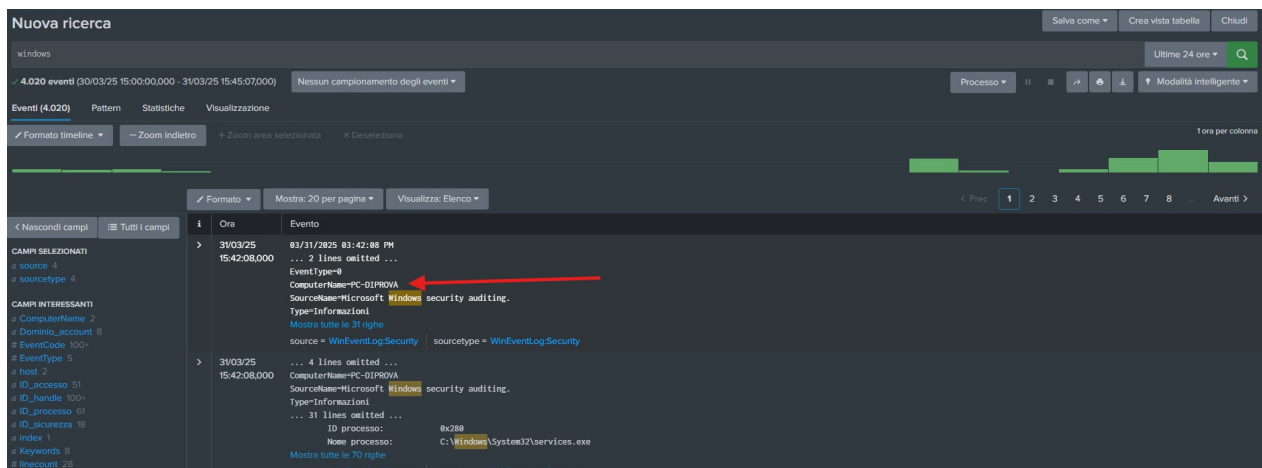 Nuova ricerca
Salva come ▾ Crea vista tabella Chiudi
windows
Ultime 24 ore ▾
✓ 4.020 eventi (30/03/25 15:00:00,000 - 31/03/25 15:45:07,000) Nessun campionamento degli eventi ▾
Processo ▾ Modalità intelligente ▾
Eventi (4.020) Pattern Statistiche Visualizzazione
Formato timeline ▾ — Zoom indietro + Zoom area selezionata × Deseleziona
1 ora per colonna
Formato ▾ Mostra: 20 per pagina ▾ Visualizza: Elenco ▾
< Prec 1 2 3 4 5 6 7 8 ... Avanti >
< Nascondi campi Tutti i campi
i Ora Evento
CAMPI SELEZIONATI
a source 4
a sourcetype 4
CAMPI INTERESSANTI
a ComputerName 2
a Dominio_account 8
# EventCode 100+
# EventType 5
a host 2
a ID_accesso 51
a ID_handle 100+
a ID_processo 61
a ID_sicurezza 18
a index 1
a Keywords 8
# linecount 28
> 31/03/25
15:42:08,000
03/31/2025 03:42:08 PM
... 2 lines omitted ...
EventType=0
ComputerName=PC-DIPROVA
SourceName=Microsoft Windows security auditing.
Type=Informazioni
Mostra tutte le 31 righe
source = WinEventLog:Security sourcetype = WinEventLog:Security
> 31/03/25
15:42:08,000
... 4 lines omitted ...
ComputerName=PC-DIPROVA
SourceName=Microsoft Windows security auditing.
Type=Informazioni
... 31 lines omitted ...
ID processo: 0x280
Nome processo: C:\Windows\System32\services.exe
Mostra tutte le 70 righe